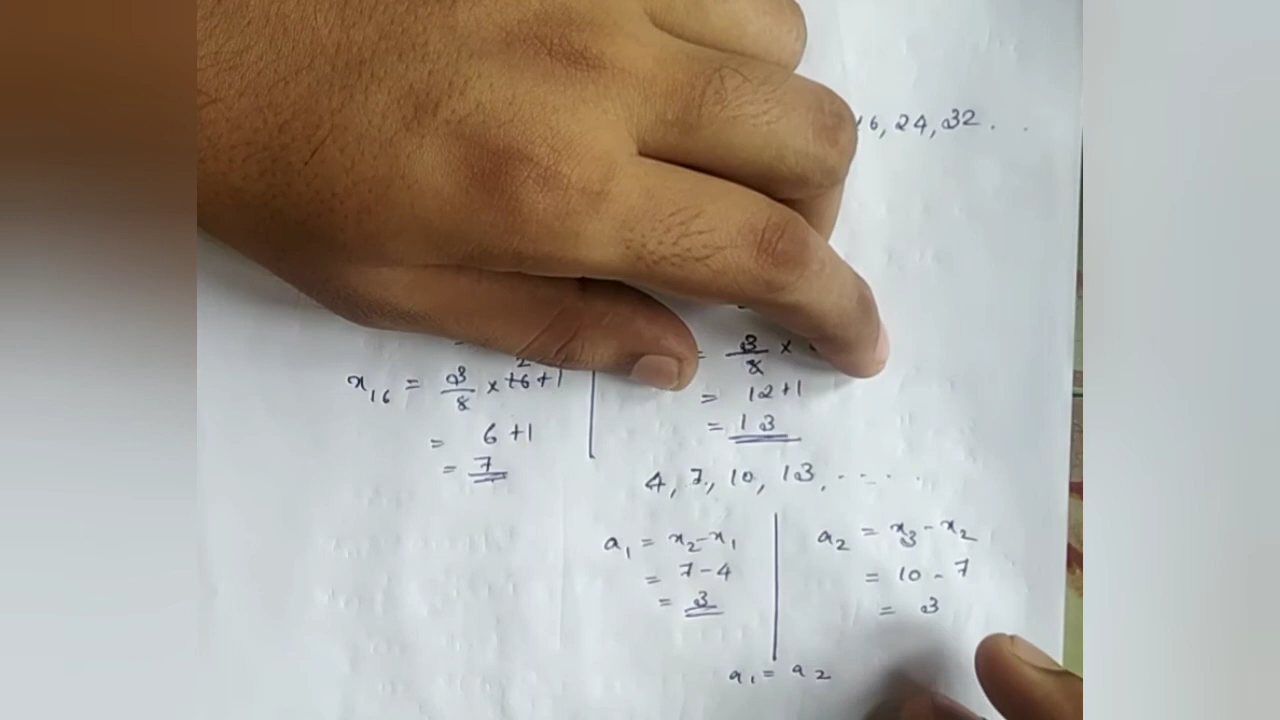 16, 24, 32 . .
x₁₆ = 3/8 × 16 + 1
= 6 + 1
= 7
= 3/8 ×
= 12 + 1
= 13
4, 7, 10, 13, - - - .
a₁ = x₂ - x₁
= 7 - 4
= 3
a₂ = x₃ - x₂
= 10 - 7
= 3
a₁ = a₂